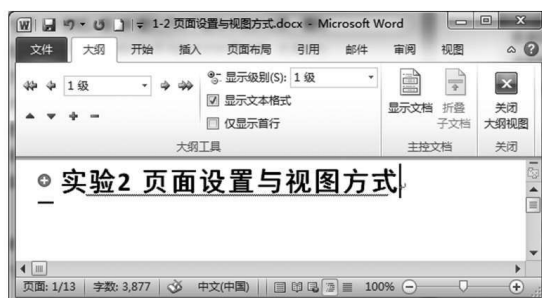 1-2 页面设置与视图方式.docx - Microsoft Word
文件 大纲 开始 插入 页面布局 引用 邮件 审阅 视图
1 级 显示级别(S): 1 级
显示文本格式
仅显示首行
显示文档 折叠子文档 关闭大纲视图
大纲工具 主控文档 关闭
实验2 页面设置与视图方式
页面: 1/13 字数: 3,877 中文(中国) 100%